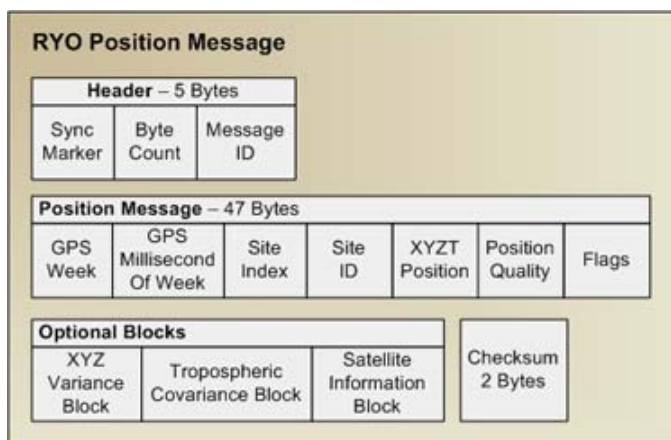 RYO Position Message
Header – 5 Bytes
Sync Marker
Byte Count
Message ID
Position Message – 47 Bytes
GPS Week
GPS Millisecond Of Week
Site Index
Site ID
XYZT Position
Position Quality
Flags
Optional Blocks
XYZ Variance Block
Tropospheric Covariance Block
Satellite Information Block
Checksum 2 Bytes